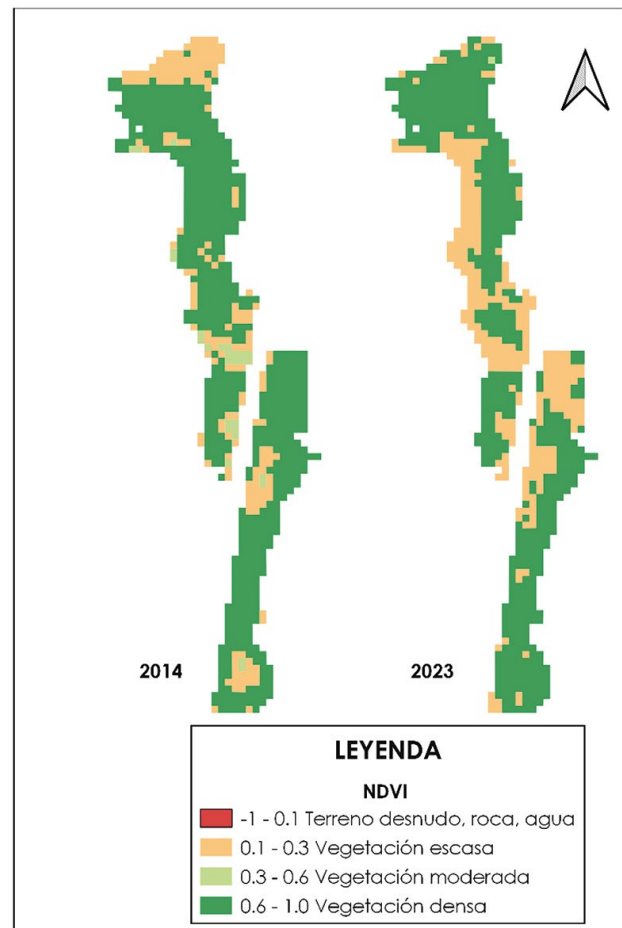 2014
2023
LEYENDA
NDVI
-1 - 0.1 Terreno desnudo, roca, agua
0.1 - 0.3 Vegetación escasa
0.3 - 0.6 Vegetación moderada
0.6 - 1.0 Vegetación densa